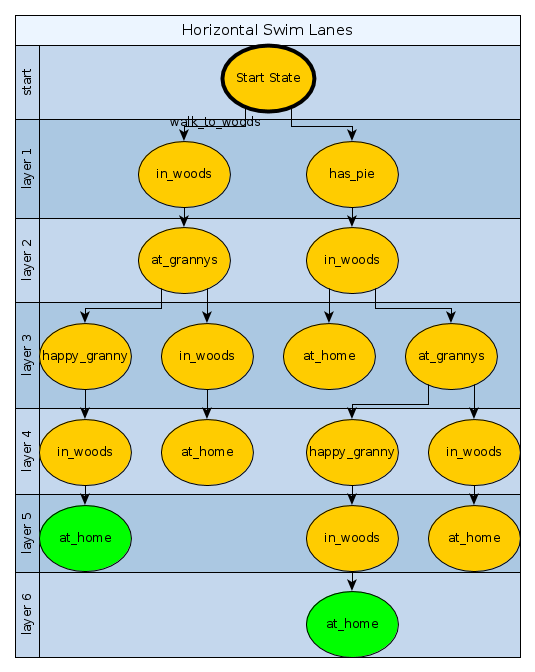 Horizontal Swim Lanes
start
Start State
walk_to_woods
layer 1
in_woods
has_pie
layer 2
at_grannys
in_woods
layer 3
happy_granny
in_woods
at_home
at_grannys
layer 4
in_woods
at_home
happy_granny
in_woods
layer 5
at_home
in_woods
at_home
layer 6
at_home